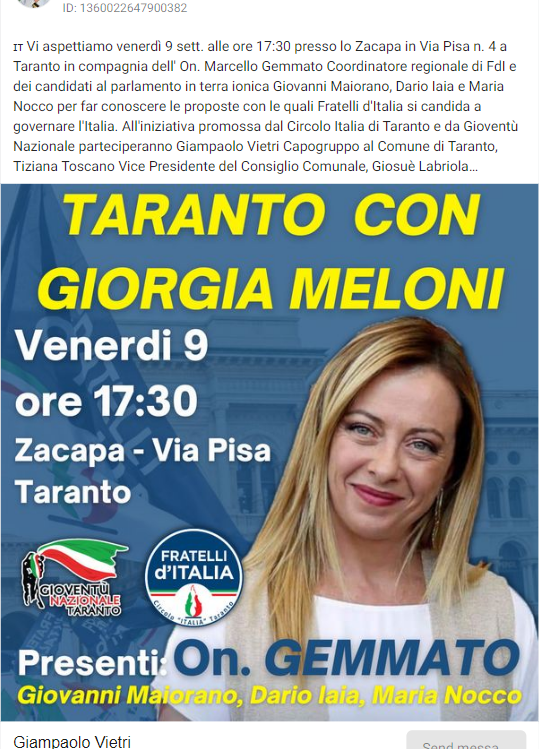 ID: 1360022647900382
IT Vi aspettiamo venerdì 9 sett. alle ore 17:30 presso lo Zacapa in Via Pisa n. 4 a
Taranto in compagnia dell' On. Marcello Gemmato Coordinatore regionale di FdI e
dei candidati al parlamento in terra ionica Giovanni Maiorano, Dario Iaia e Maria
Nocco per far conoscere le proposte con le quali Fratelli d'Italia si candida a
governare l'Italia. All'iniziativa promossa dal Circolo Italia di Taranto e da Gioventù
Nazionale parteciperanno Giampaolo Vietri Capogruppo al Comune di Taranto,
Tiziana Toscano Vice Presidente del Consiglio Comunale, Giosuè Labriola...
TARANTO CON
GIORGIA MELONI
Venerdi 9
ore 17:30
Zacapa - Via Pisa
Taranto
GIOVENTÙ
NAZIONALE
TARANTO
FRATELLI
d'ITALIA
Circolo "ITALIA" Taranto
Presenti: On. GEMMATO
Giovanni Maiorano, Dario Iaia, Maria Nocco
Giampaolo Vietri
Send messa...